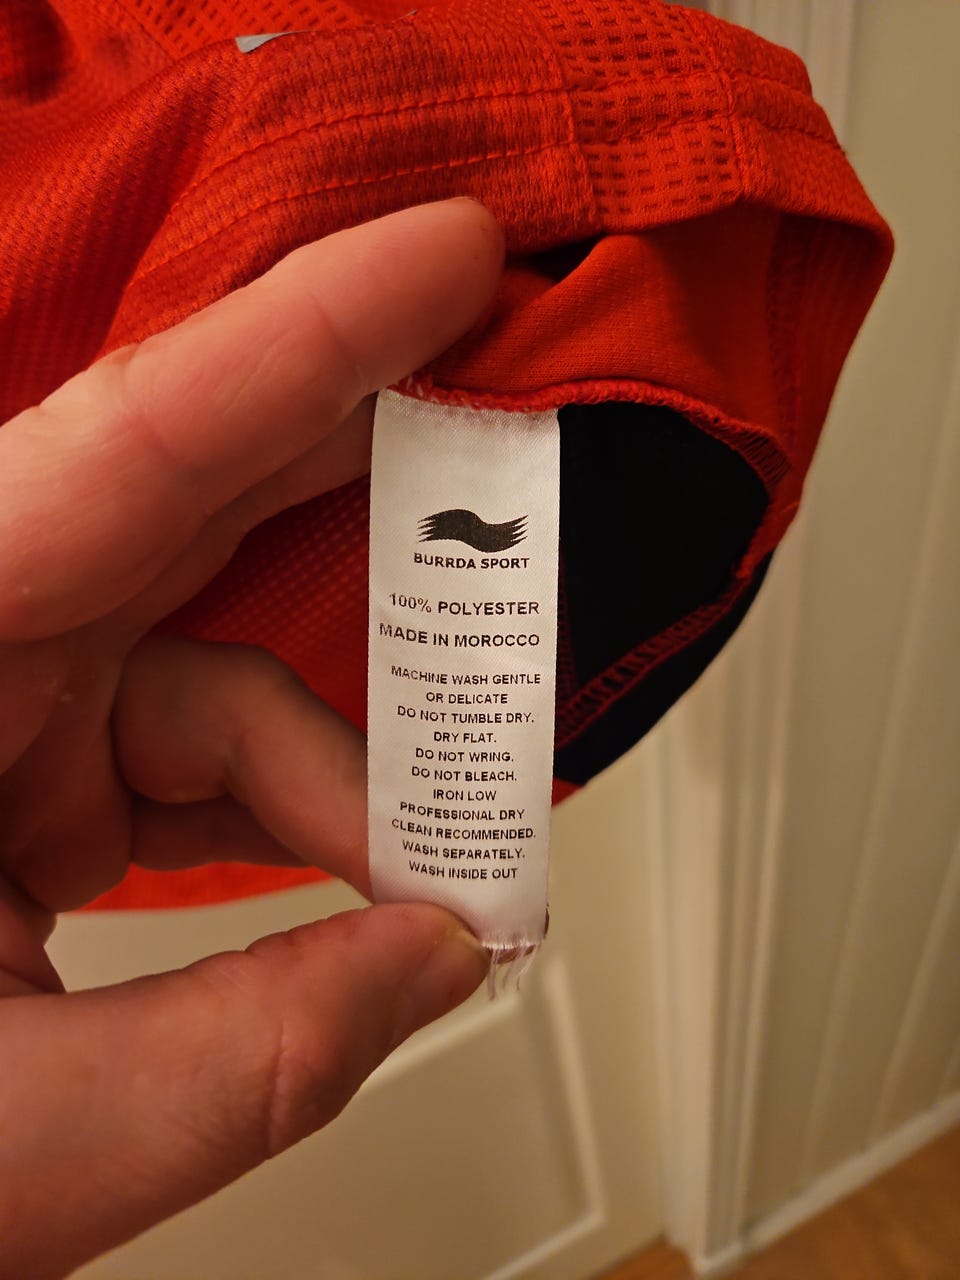 BURRDA SPORT
100% POLYESTER
MADE IN MOROCCO
MACHINE WASH GENTLE
OR DELICATE
DO NOT TUMBLE DRY.
DRY FLAT.
DO NOT WRING.
DO NOT BLEACH.
IRON LOW
PROFESSIONAL DRY
CLEAN RECOMMENDED.
WASH SEPARATELY.
WASH INSIDE OUT